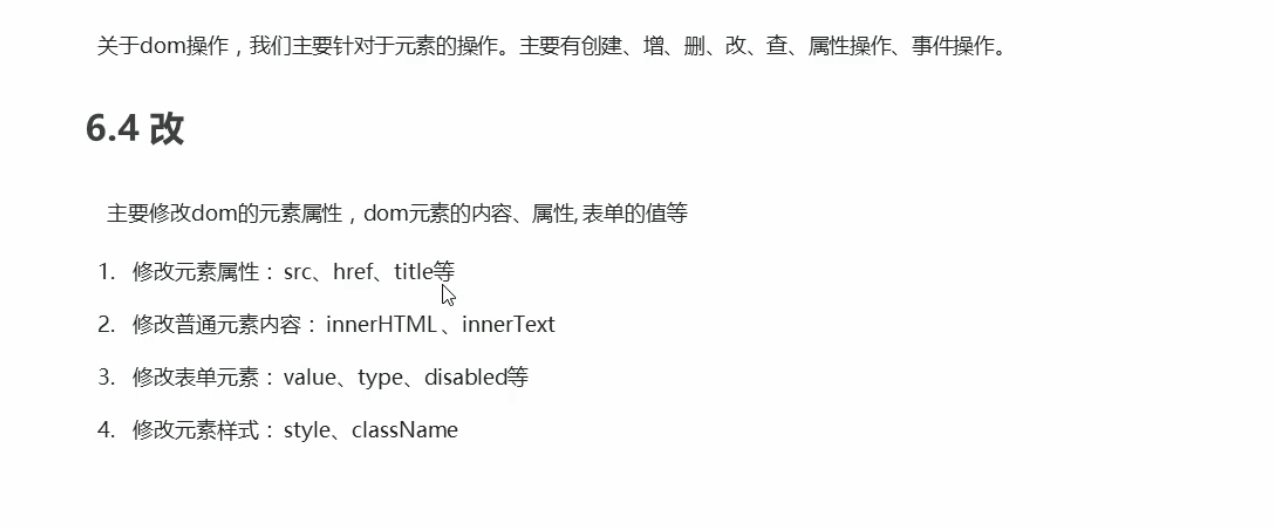 关于dom操作，我们主要针对于元素的操作。主要有创建、增、删、改、查、属性操作、事件操作。
6.4 改
主要修改dom的元素属性，dom元素的内容、属性, 表单的值等
1. 修改元素属性：src、href、title等
2. 修改普通元素内容：innerHTML、innerText
3. 修改表单元素：value、type、disabled等
4. 修改元素样式：style、className